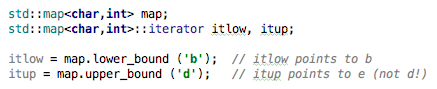 std::map<char,int> map;
std::map<char,int>::iterator itlow, itup;
itlow = map.lower_bound ('b');  // itlow points to b
itup = map.upper_bound ('d');   // itup points to e (not d!)